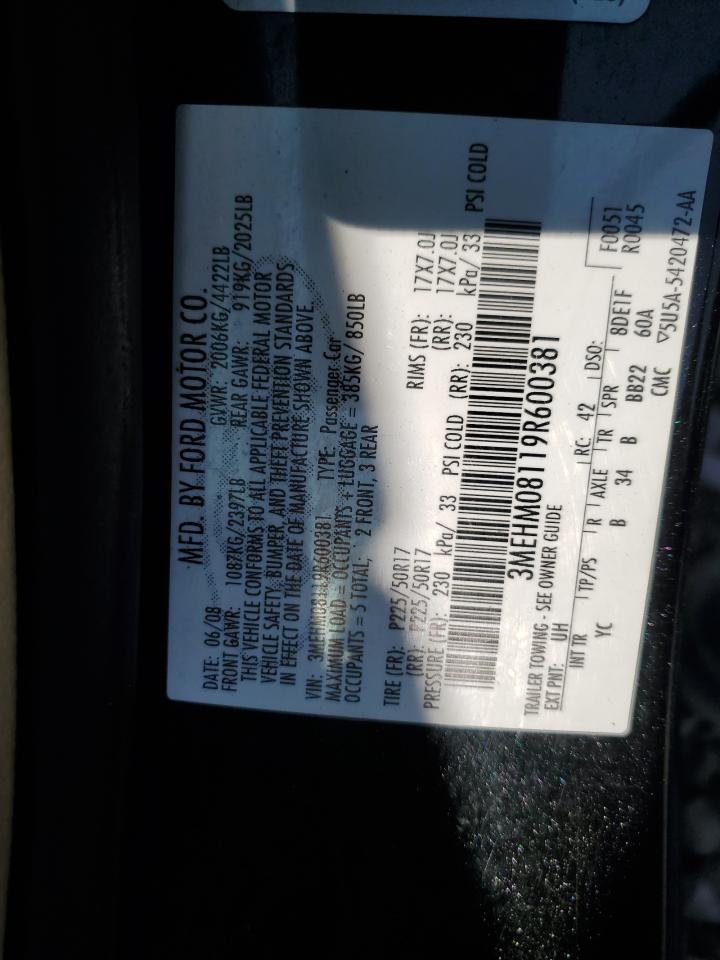 MFD. BY FORD MOTOR CO.
DATE: 06/08 GVWR: 2006KG/4422LB
FRONT GAWR: 1087KG/2397LB REAR GAWR: 919KG/2025LB
THIS VEHICLE CONFORMS TO ALL APPLICABLE FEDERAL MOTOR
VEHICLE SAFETY, BUMPER, AND THEFT PREVENTION STANDARDS
IN EFFECT ON THE DATE OF MANUFACTURE SHOWN ABOVE.
VIN: 3MEHM08119R600381 TYPE: Passenger Car
MAXIMUM LOAD = OCCUPANTS + LUGGAGE = 385KG/ 850LB
OCCUPANTS = 5 TOTAL; 2 FRONT, 3 REAR
TIRE (FR): P225/50R17 RIMS (FR): 17X7.0J
(RR): P225/50R17 (RR): 17X7.0J
PRESSURE (FR): 230 kPa/ 33 PSI COLD (RR): 230 kPa/ 33 PSI COLD
3MEHM08119R600381
TRAILER TOWING - SEE OWNER GUIDE
EXT PNT: UH RC: 42 DSO: F0051
INT TR TP/PS R AXLE TR SPR 8DE1F R0045
YC B 34 B BB22 60A
CMC ▽5U5A-5420472-AA